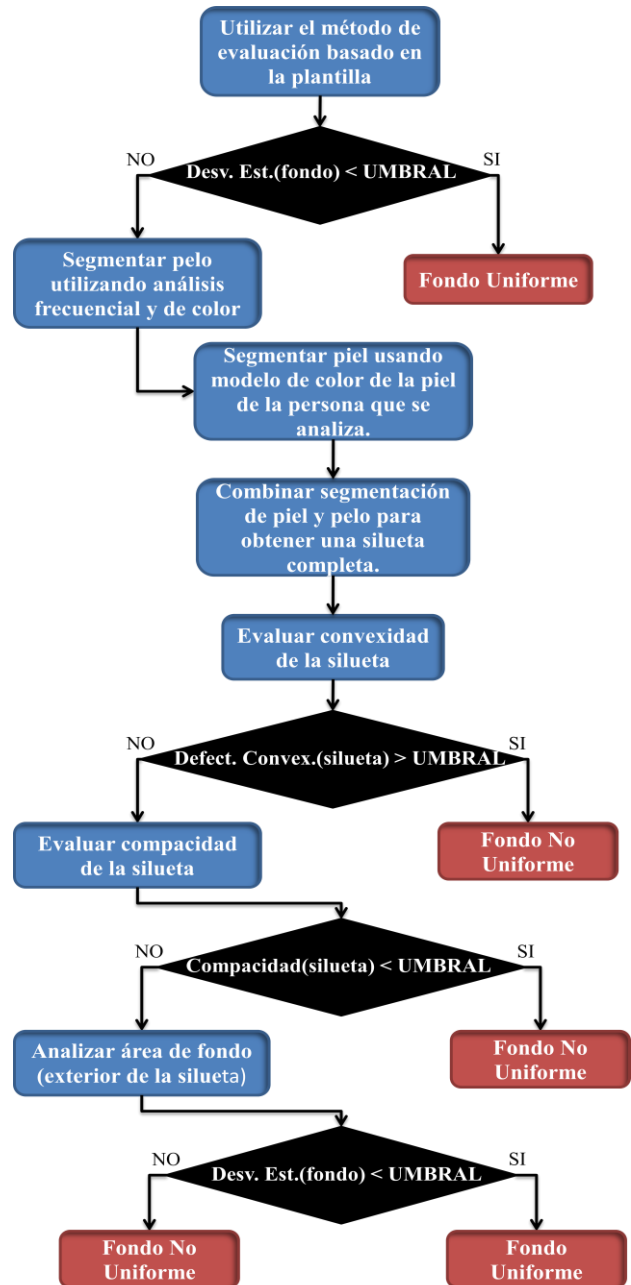 Utilizar el método de
evaluación basado en
la plantilla
NO
SI
Desv. Est.(fondo) < UMBRAL
Segmentar pelo
utilizando análisis
frecuencial y de color
Fondo Uniforme
Segmentar piel usando
modelo de color de la piel
de la persona que se
analiza.
Combinar segmentación
de piel y pelo para
obtener una silueta
completa.
Evaluar convexidad
de la silueta
NO
SI
Defect. Convex.(silueta) > UMBRAL
Evaluar compacidad
de la silueta
Fondo No
Uniforme
NO
SI
Compacidad(silueta) < UMBRAL
Analizar área de fondo
(exterior de la silueta)
Fondo No
Uniforme
NO
SI
Desv. Est.(fondo) < UMBRAL
Fondo No
Uniforme
Fondo
Uniforme